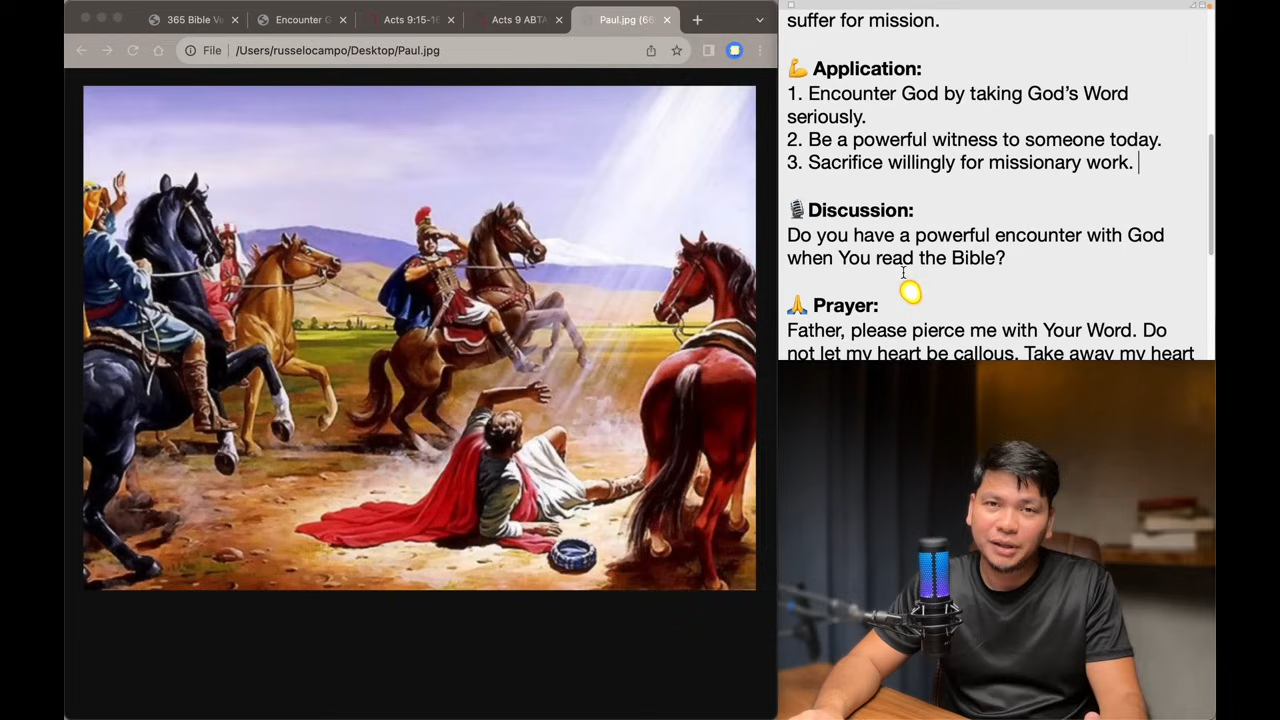 365 Bible Ve
Encounter G
Acts 9:15-1
Acts 9 ABTA
Paul.jpg (66
File
/Users/russelocampo/Desktop/Paul.jpg
suffer for mission.
💪 Application:
1. Encounter God by taking God’s Word
seriously.
2. Be a powerful witness to someone today.
3. Sacrifice willingly for missionary work.
🎙Discussion:
Do you have a powerful encounter with God
when You read the Bible?
🙏 Prayer:
Father, please pierce me with Your Word. Do
not let my heart be callous. Take away my heart